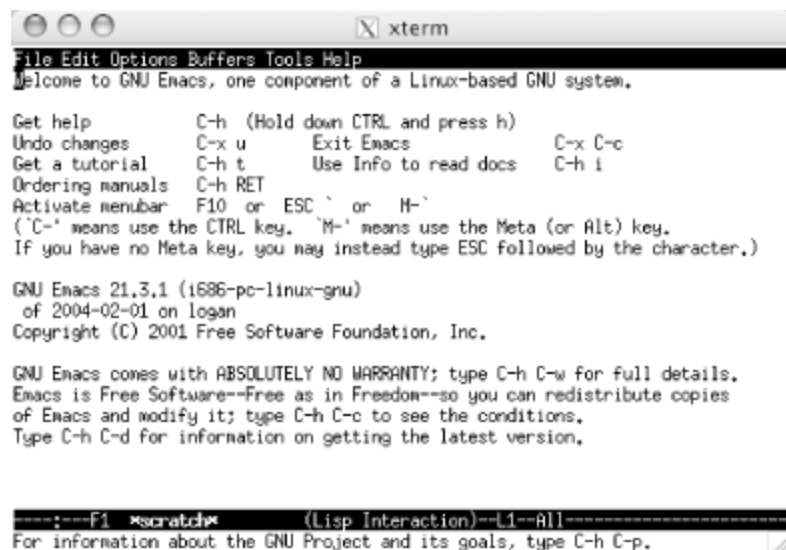 X xterm
File Edit Options Buffers Tools Help
Welcome to GNU Emacs, one component of a Linux-based GNU system.
Get help C-h (Hold down CTRL and press h)
Undo changes C-x u Exit Emacs C-x C-c
Get a tutorial C-h t Use Info to read docs C-h i
Ordering manuals C-h RET
Activate menubar F10 or ESC ` or M-`
(`C-' means use the CTRL key. `M-' means use the Meta (or Alt) key.
If you have no Meta key, you may instead type ESC followed by the character.)
GNU Emacs 21.3.1 (i686-pc-linux-gnu)
of 2004-02-01 on logan
Copyright (C) 2001 Free Software Foundation, Inc.
GNU Emacs comes with ABSOLUTELY NO WARRANTY; type C-h C-w for full details.
Emacs is Free Software--Free as in Freedom--so you can redistribute copies
of Emacs and modify it; type C-h C-c to see the conditions.
Type C-h C-d for information on getting the latest version.
----:---F1 *scratch* (Lisp Interaction)--L1--All----------------------
For information about the GNU Project and its goals, type C-h C-p.